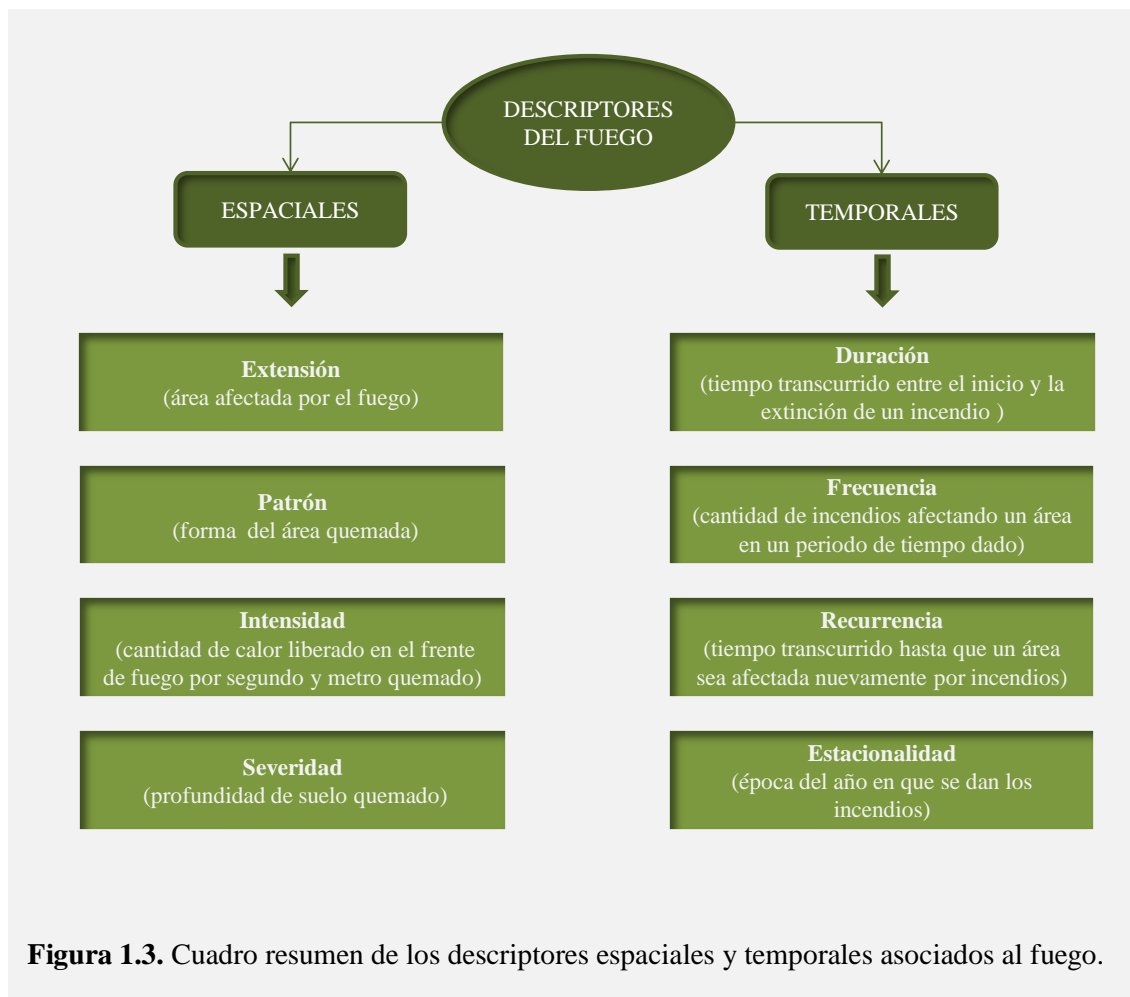 DESCRIPTORES
DEL FUEGO
ESPACIALES
Extensión
(área afectada por el fuego)
Patrón
(forma del área quemada)
Intensidad
(cantidad de calor liberado en el frente
de fuego por segundo y metro quemado)
Severidad
(profundidad de suelo quemado)
TEMPORALES
Duración
(tiempo transcurrido entre el inicio y la
extinción de un incendio )
Frecuencia
(cantidad de incendios afectando un área
en un periodo de tiempo dado)
Recurrencia
(tiempo transcurrido hasta que un área
sea afectada nuevamente por incendios)
Estacionalidad
(época del año en que se dan los
incendios)
Figura 1.3. Cuadro resumen de los descriptores espaciales y temporales asociados al fuego.